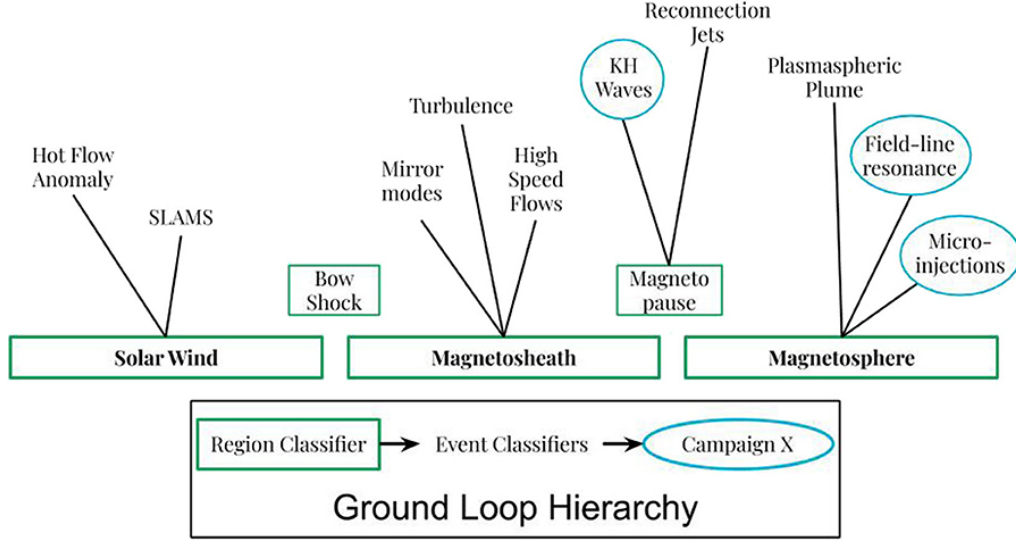 Reconnection
Jets
KH
Waves
Plasmaspheric
Plume
Turbulence
Field-line
resonance
Hot Flow
Anomaly
Mirror
modes
High
Speed
Flows
SLAMS
Micro-
injections
Bow
Shock
Magneto
pause
Solar Wind
Magnetosheath
Magnetosphere
Region Classifier
Event Classifiers
Campaign X
Ground Loop Hierarchy